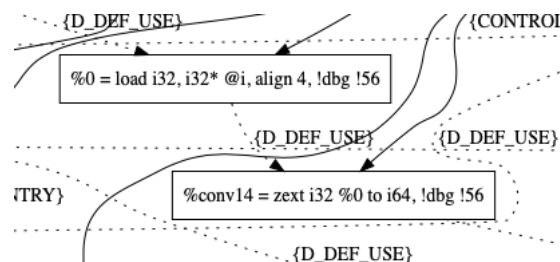 {D_DEF_USE}
{CONTROL
%0 = load i32, i32* @i, align 4, !dbg !56
{D_DEF_USE}
{D_DEF_USE}
%conv14 = zext i32 %0 to i64, !dbg !56
NTRY}
{D_DEF_USE}